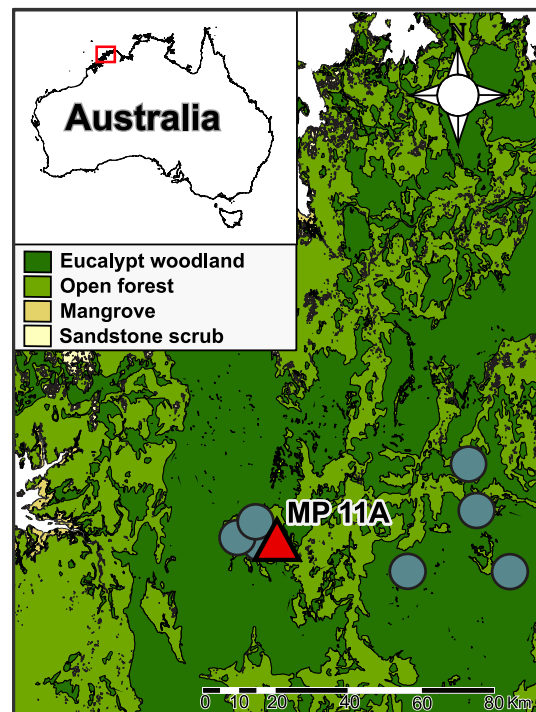 N
Australia
Eucalypt woodland
Open forest
Mangrove
Sandstone scrub
MP 11A
0 10 20 40 60 80 Km